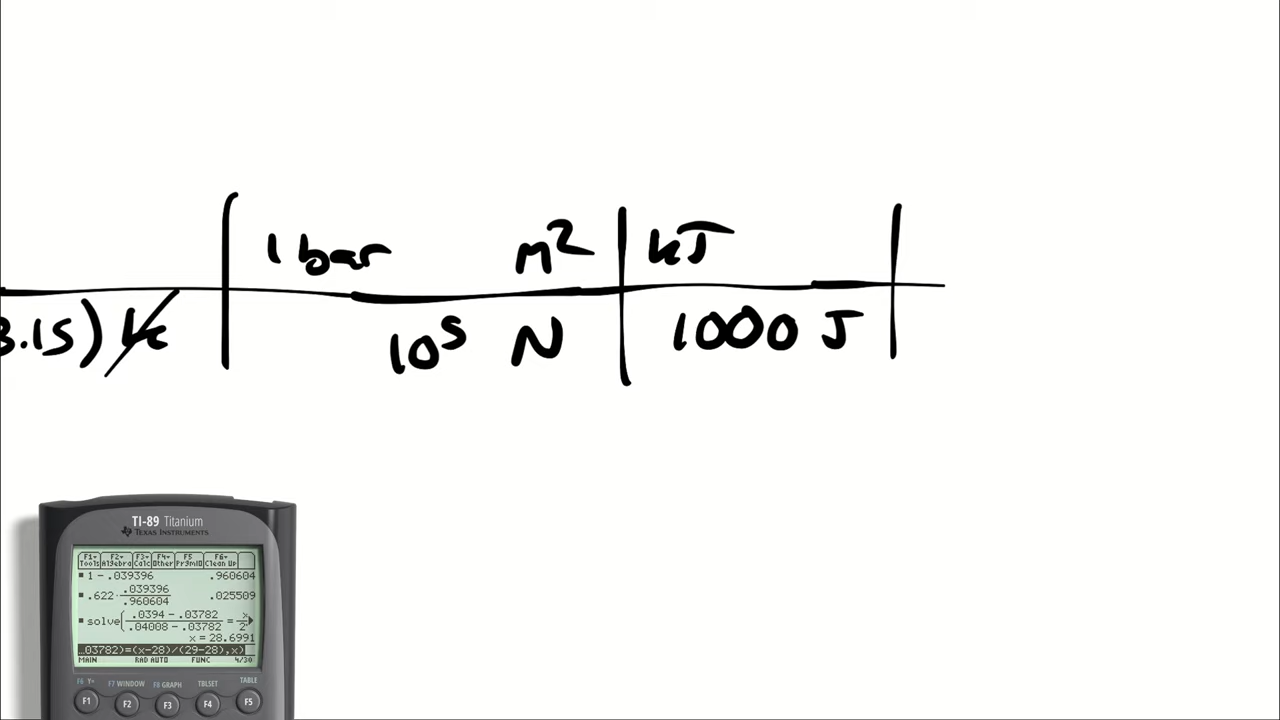 1 bar m² kJ
3.15) K 10⁵ N 1000 J
TI-89 Titanium
TEXAS INSTRUMENTS
F1 F2 F3 F4 F5 F6
Tools Algebra Calc Other PrgmIO Clean Up
1 - .039396 .960604
.622 · .039396 / .960604 .025509
solve( (.0394 - .03782) / (.04008 - .03782) = x / 2
x = 28.6991
.03782)=(x-28)/(29-28),x)
MAIN RAD AUTO FUNC 4/30
F6 Y= F7 WINDOW F8 GRAPH TBLSET TABLE
F1 F2 F3 F4 F5